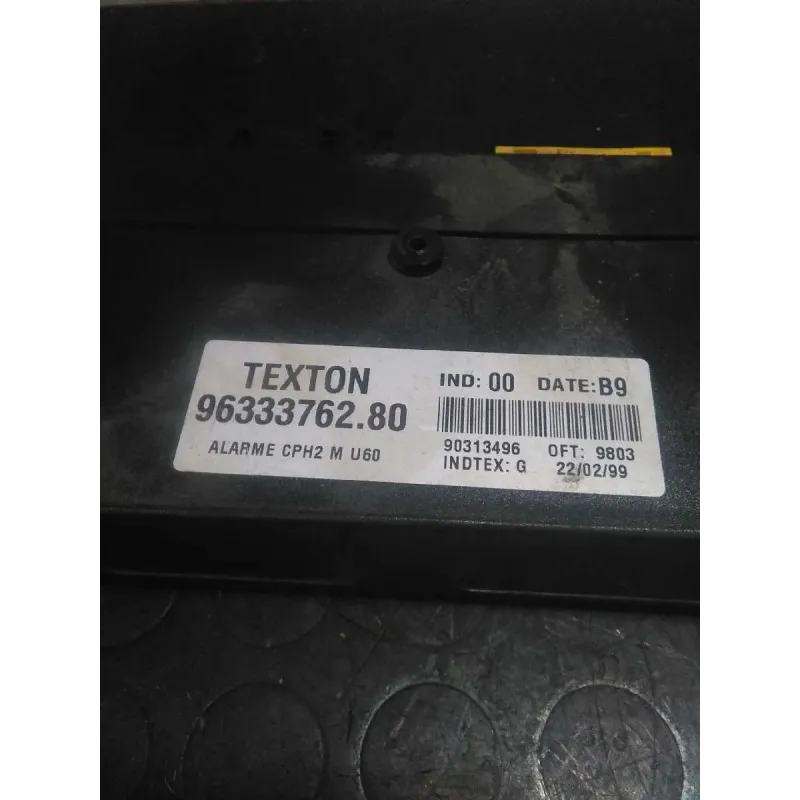 TEXTON
96333762.80
ALARME CPH2 M U60
IND: 00 DATE: B9
90313496 OFT: 9803
INDTEX: G 22/02/99